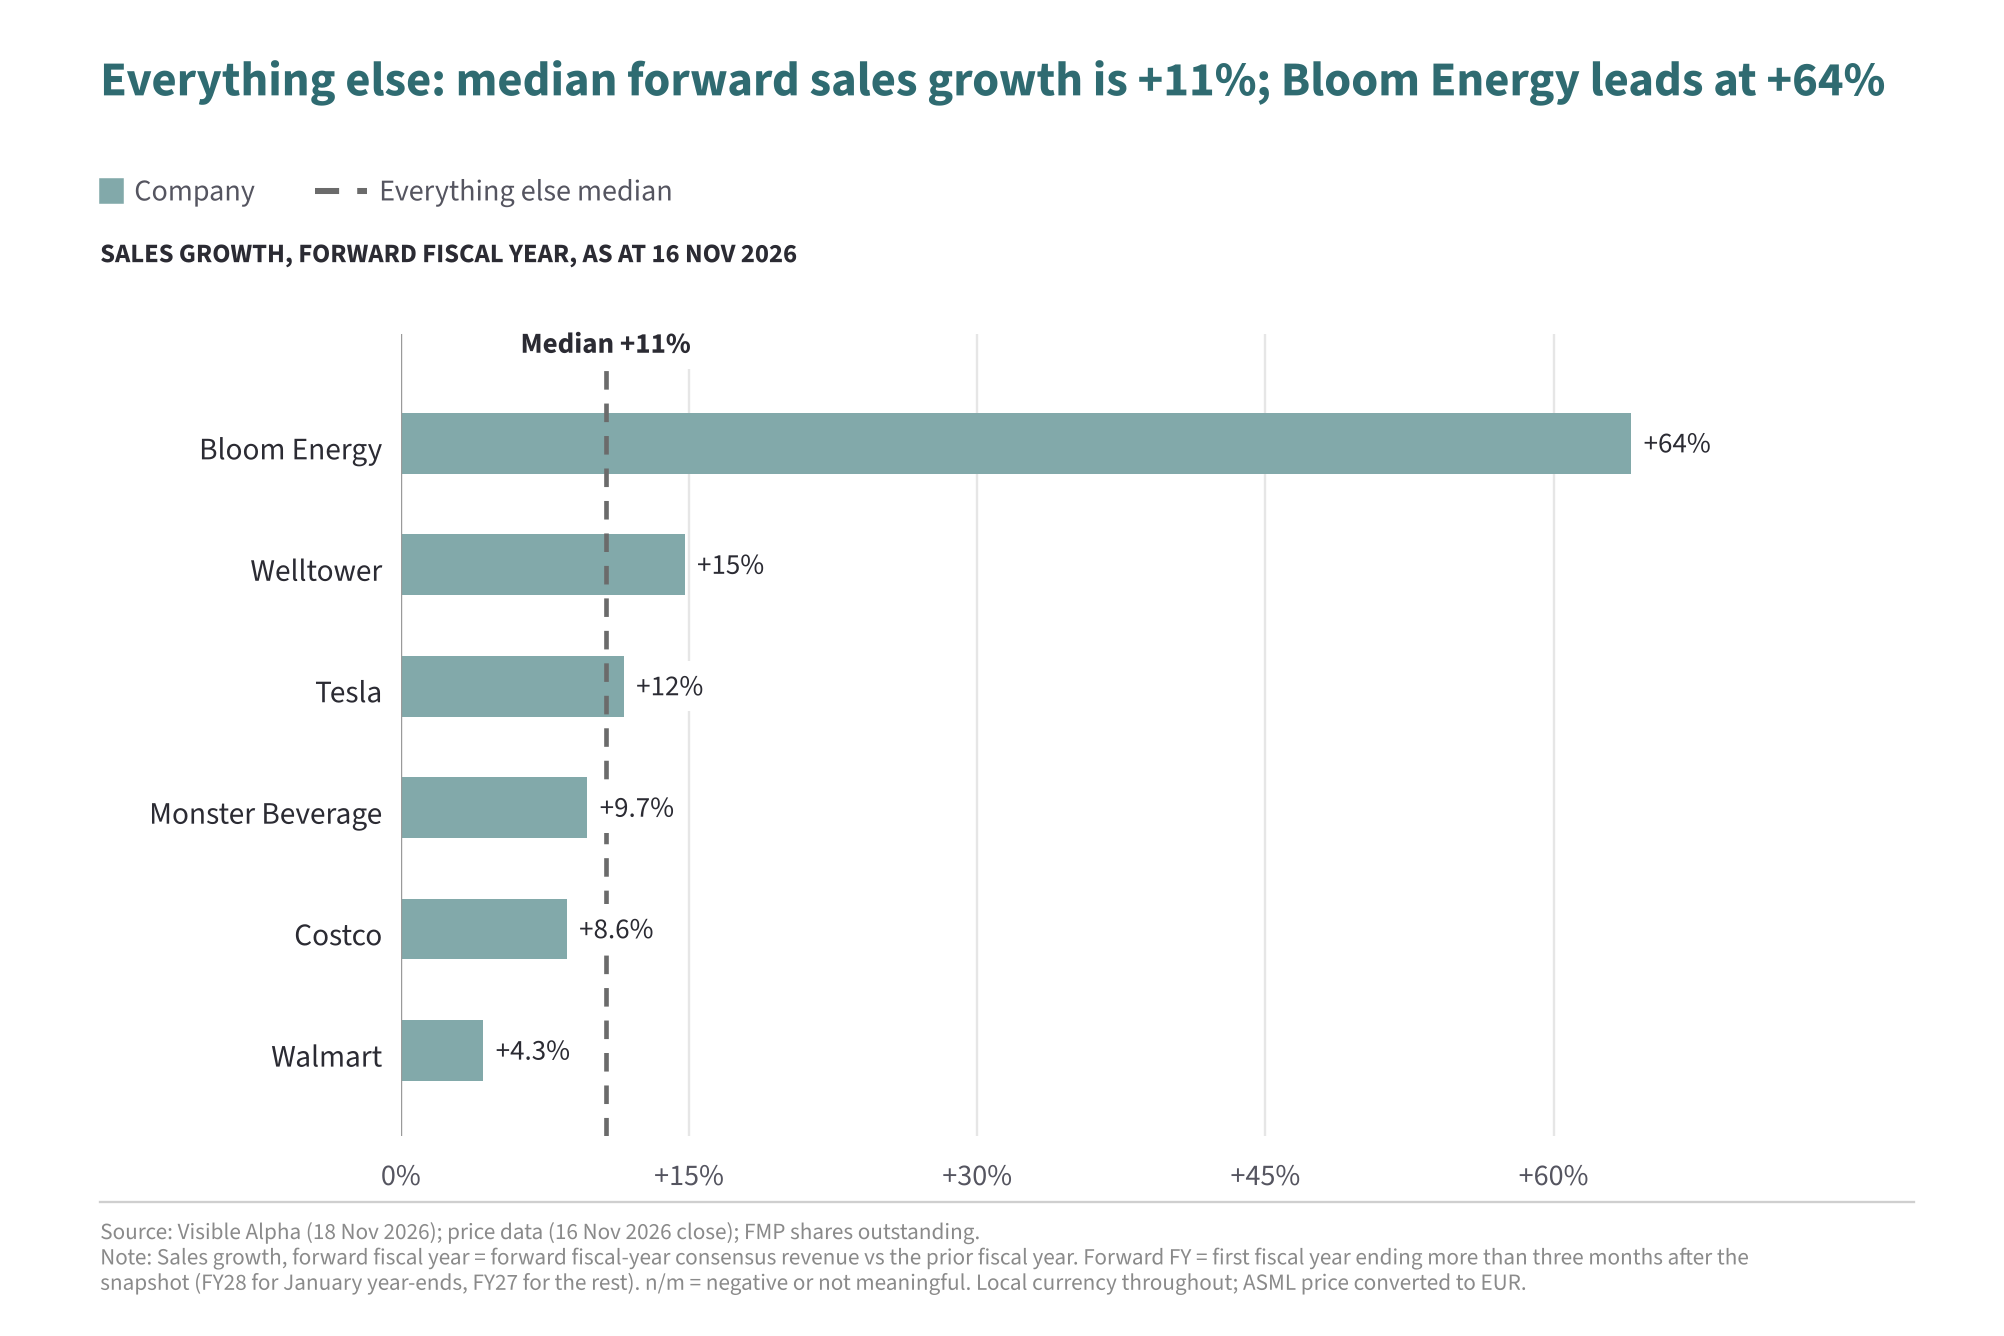 Everything else: median forward sales growth is +11%; Bloom Energy leads at +64%
Company
Everything else median
SALES GROWTH, FORWARD FISCAL YEAR, AS AT 16 NOV 2026
Median +11%
Bloom Energy
+64%
Welltower
+15%
Tesla
+12%
Monster Beverage
+9.7%
Costco
+8.6%
Walmart
+4.3%
0%
+15%
+30%
+45%
+60%
Source: Visible Alpha (18 Nov 2026); price data (16 Nov 2026 close); FMP shares outstanding.
Note: Sales growth, forward fiscal year = forward fiscal-year consensus revenue vs the prior fiscal year. Forward FY = first fiscal year ending more than three months after the
snapshot (FY28 for January year-ends, FY27 for the rest). n/m = negative or not meaningful. Local currency throughout; ASML price converted to EUR.